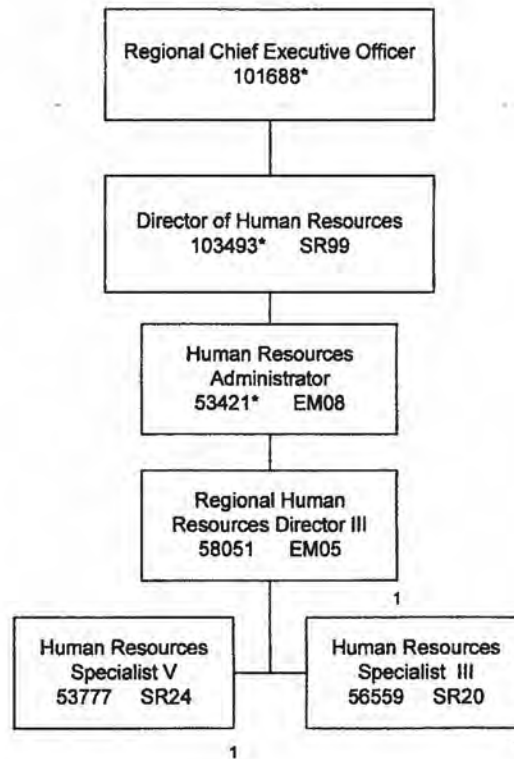 Regional Chief Executive Officer
101688*
Director of Human Resources
103493* SR99
Human Resources
Administrator
53421* EM08
Regional Human
Resources Director III
58051 EM05
1
Human Resources
Specialist V
53777 SR24
1
Human Resources
Specialist III
56559 SR20